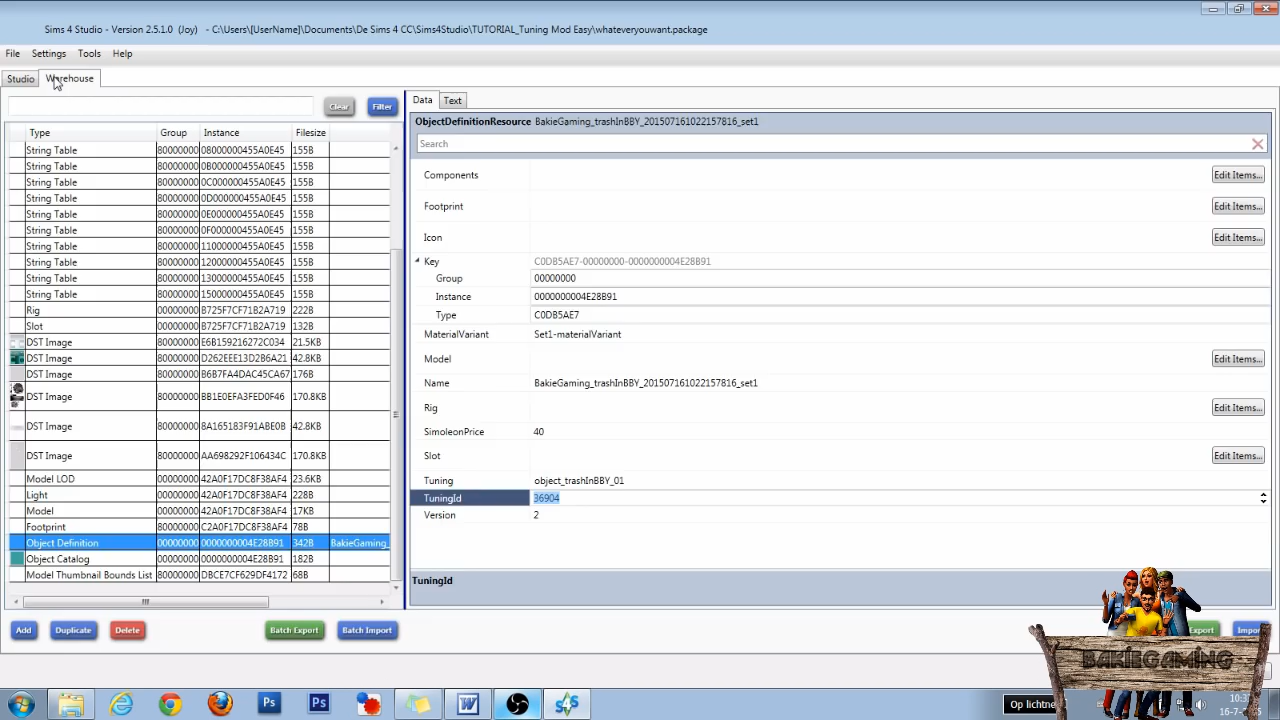 Sims 4 Studio - Version 2.5.1.0 (Joy) - C:\Users\[UserName]\Documents\De Sims 4 CC\Sims4Studio\TUTORIAL_Tuning Mod Easy\whateveryouwant.package
File Settings Tools Help
Studio Warehouse
Clear Filter
Type Group Instance Filesize
String Table 80000000 08000000455A0E45 155B
String Table 80000000 0B000000455A0E45 155B
String Table 80000000 0C000000455A0E45 155B
String Table 80000000 0D000000455A0E45 155B
String Table 80000000 0E000000455A0E45 155B
String Table 80000000 0F000000455A0E45 155B
String Table 80000000 11000000455A0E45 155B
String Table 80000000 12000000455A0E45 155B
String Table 80000000 13000000455A0E45 155B
String Table 80000000 15000000455A0E45 155B
Rig 00000000 B725F7CF71B2A719 222B
Slot 00000000 B725F7CF71B2A719 132B
DST Image 80000000 E6B159216272C034 21.5KB
DST Image 80000000 D262EEE13D2B6A21 42.8KB
DST Image 80000000 B6B7FA4DAC45CA67 176B
DST Image 80000000 BB1E0EFA3FED0F46 170.8KB
DST Image 80000000 BA165183F91ABE0B 42.8KB
DST Image 80000000 AA698292F106434C 170.8KB
Model LOD 80000000 42A0F17DC8F38AF4 23.6KB
Light 80000000 42A0F17DC8F38AF4 228B
Model 80000000 42A0F17DC8F38AF4 17KB
Footprint 80000000 C2A0F17DC8F38AF4 78B
Object Definition 00000000 0000000004E28B91 342B BakieGaming_
Object Catalog 00000000 0000000004E28B91 182B
Model Thumbnail Bounds List 80000000 DBCE7CF629DF4172 68B
Add Duplicate Delete Batch Export Batch Import
Data Text
ObjectDefinitionResource BakieGaming_trashInBBY_201507161022157816_set1
Search
Components Edit Items...
Footprint Edit Items...
Icon Edit Items...
Key C0DB5AE7-00000000-0000000004E28B91
Group 00000000
Instance 0000000004E28B91
Type C0DB5AE7
MaterialVariant Set1-materialVariant
Model Edit Items...
Name BakieGaming_trashInBBY_201507161022157816_set1
Rig Edit Items...
SimoleonPrice 40
Slot Edit Items...
Tuning object_trashInBBY_01
TuningId 36904
Version 2
TuningId
Export Impo
BAKIEGAMING
Op lichtne